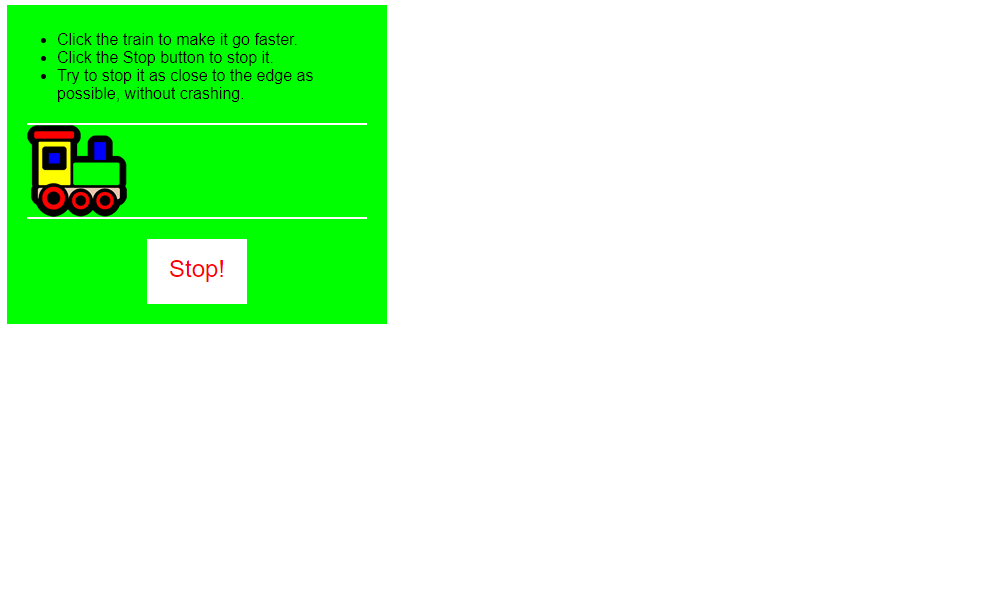 Click the train to make it go faster.
Click the Stop button to stop it.
Try to stop it as close to the edge as
possible, without crashing.
Stop!